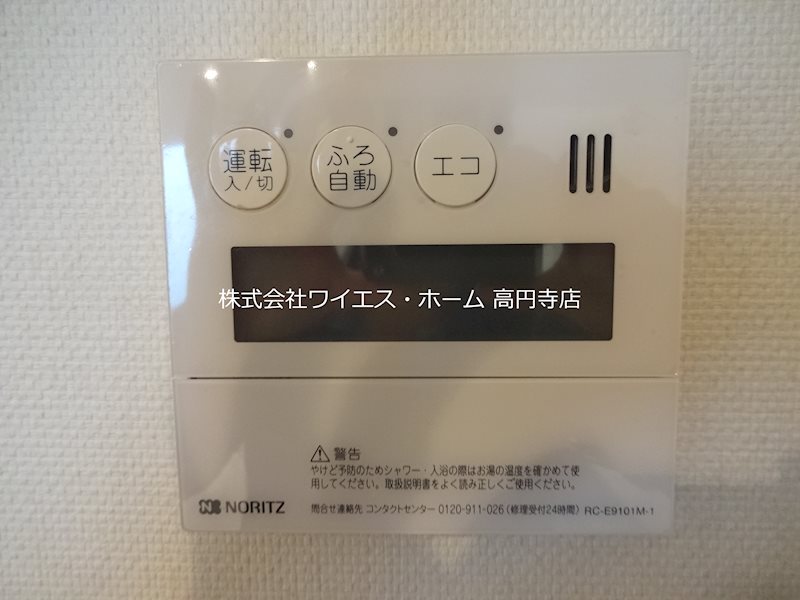 運転
入/切
ふろ
自動
エコ
株式会社ワイエス・ホーム 高円寺店
警告
やけど予防のためシャワー・入浴の際はお湯の温度を確かめて使
用してください。取扱説明書をよく読み正しくご使用ください。
NORITZ
問合せ連絡先 コンタクトセンター 0120-911-026(修理受付24時間) RC-E9101M-1